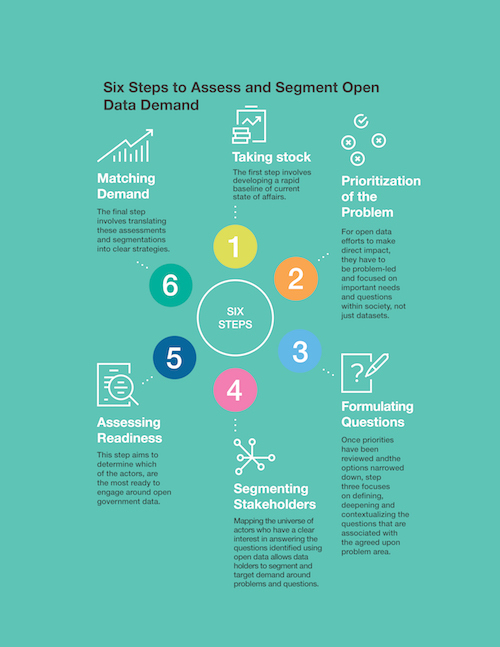 Six Steps to Assess and Segment Open
Data Demand
Taking stock
The first step involves
developing a rapid
baseline of current
state of affairs.
1
Prioritization
of the
Problem
For open data
efforts to make
direct impact,
they have to
be problem-led
and focused on
important needs
and questions
within society, not
just datasets.
2
3
?
Formulating
Questions
Once priorities
have been
reviewed andthe
options narrowed
down, step
three focuses
on defining,
deepening and
contextualizing the
questions that are
associated with
the agreed upon
problem area.
4
Segmenting
Stakeholders
Mapping the universe of
actors who have a clear
interest in answering the
questions identified using
open data allows data
holders to segment and
target demand around
problems and questions.
5
Assessing
Readiness
This step aims to
determine which
of the actors, are
the most ready to
engage around open
government data.
Matching
Demand
The final step
involves translating
these assessments
and segmentations
into clear strategies.
6
SIX
STEPS